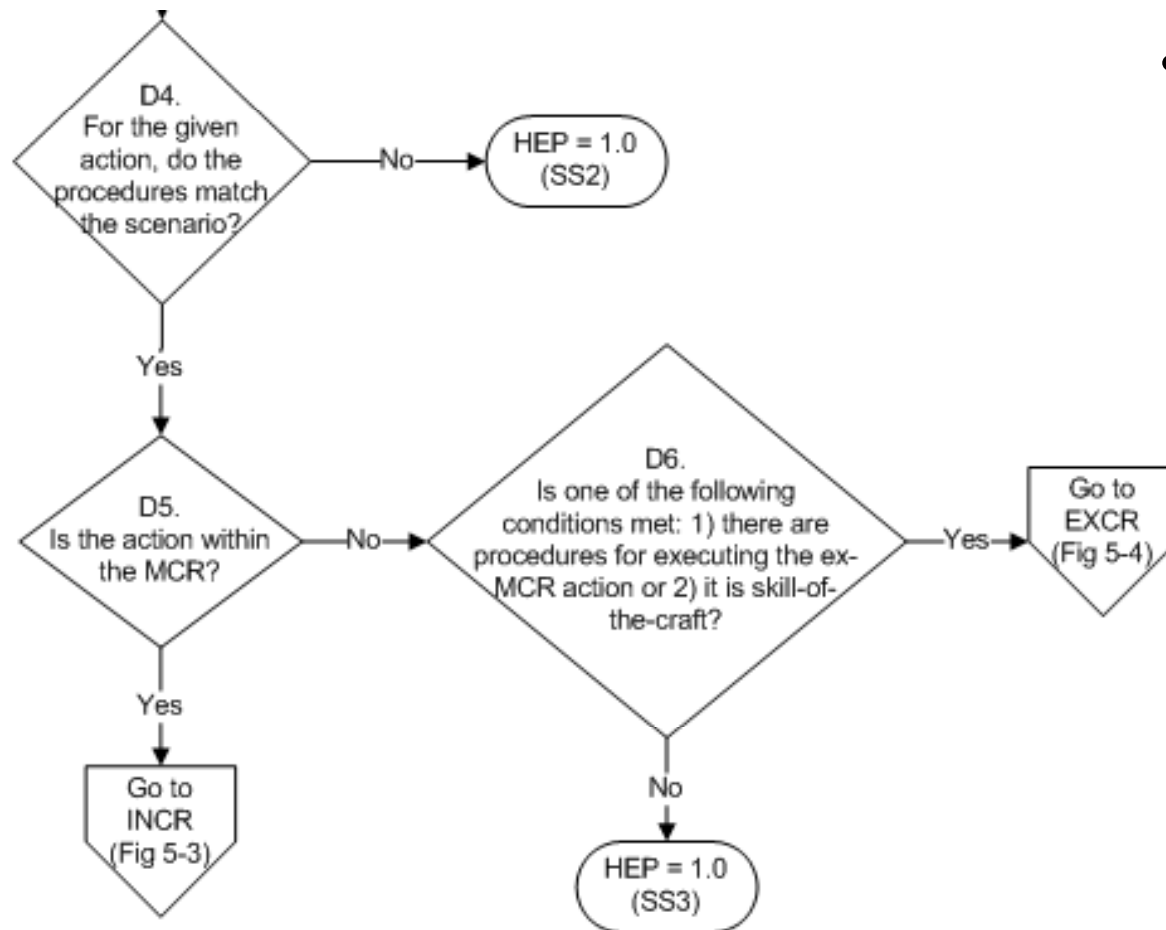 D4.
For the given
action, do the
procedures match
the scenario?
No
HEP = 1.0
(SS2)
Yes
D5.
Is the action within
the MCR?
No
D6.
Is one of the following
conditions met: 1) there are
procedures for executing the ex-
MCR action or 2) it is skill-of-
the-craft?
Yes
Go to
EXCR
(Fig 5-4)
Yes
Go to
INCR
(Fig 5-3)
No
HEP = 1.0
(SS3)